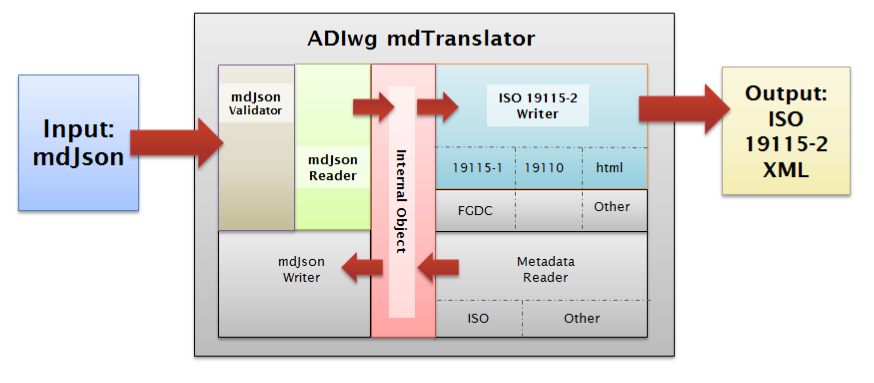 ADIwg mdTranslator
Input:
mdJson
mdJson
Validator
mdJson
Reader
Internal Object
ISO 19115-2
Writer
19115-1
19110
html
FGDC
Other
mdJson
Writer
Metadata
Reader
ISO
Other
Output:
ISO
19115-2
XML